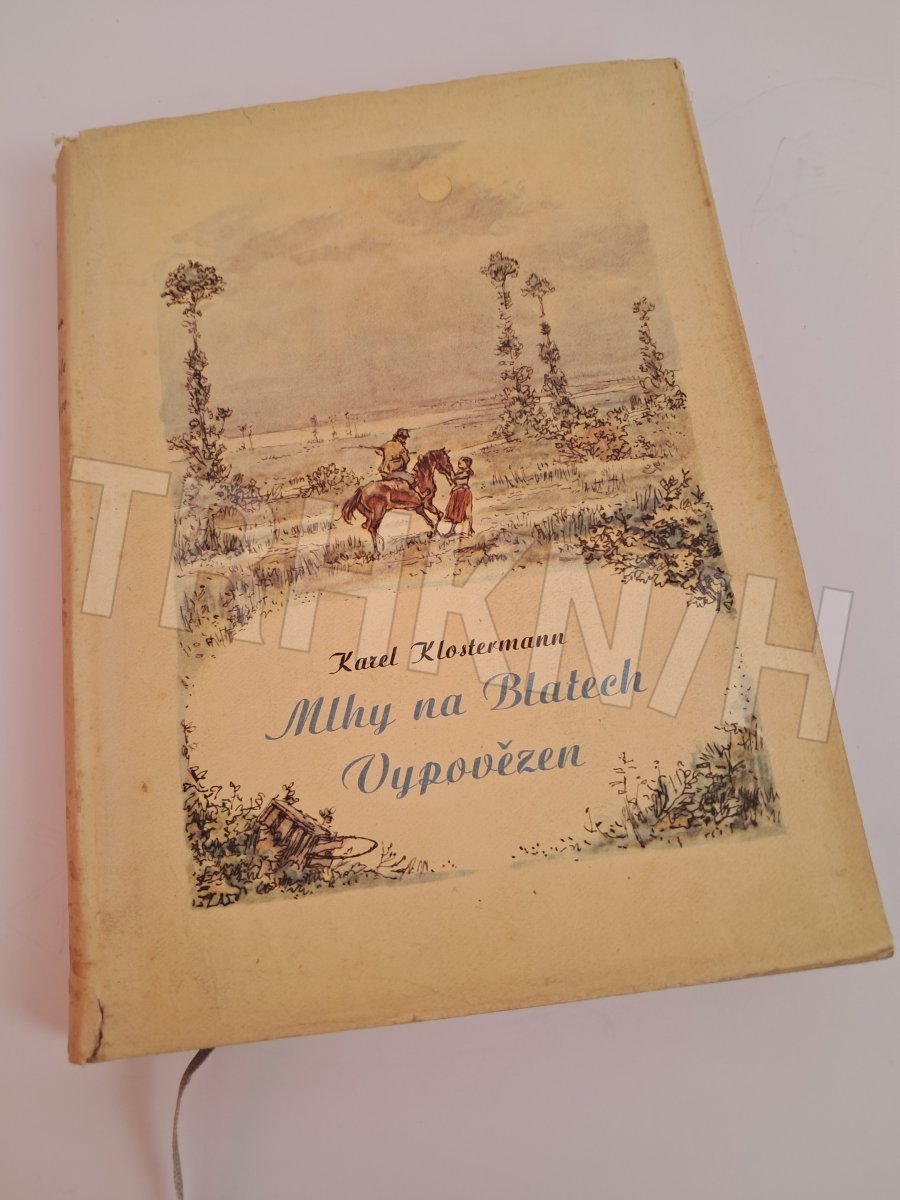 Karel Klostermann
Mlhy na Blatech
Vypovězen
TRHKNIH